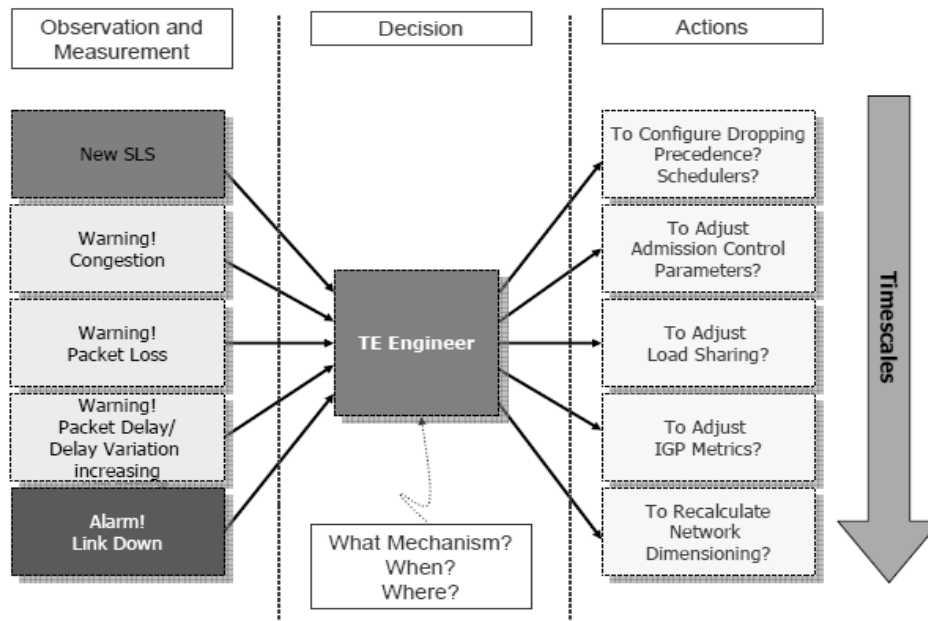 Observation and
Measurement
Decision
Actions
New SLS
Warning!
Congestion
Warning!
Packet Loss
Warning!
Packet Delay/
Delay Variation
increasing
Alarm!
Link Down
TE Engineer
What Mechanism?
When?
Where?
To Configure Dropping
Precedence?
Schedulers?
To Adjust
Admission Control
Parameters?
To Adjust
Load Sharing?
To Adjust
IGP Metrics?
To Recalculate
Network
Dimensioning?
Timescales